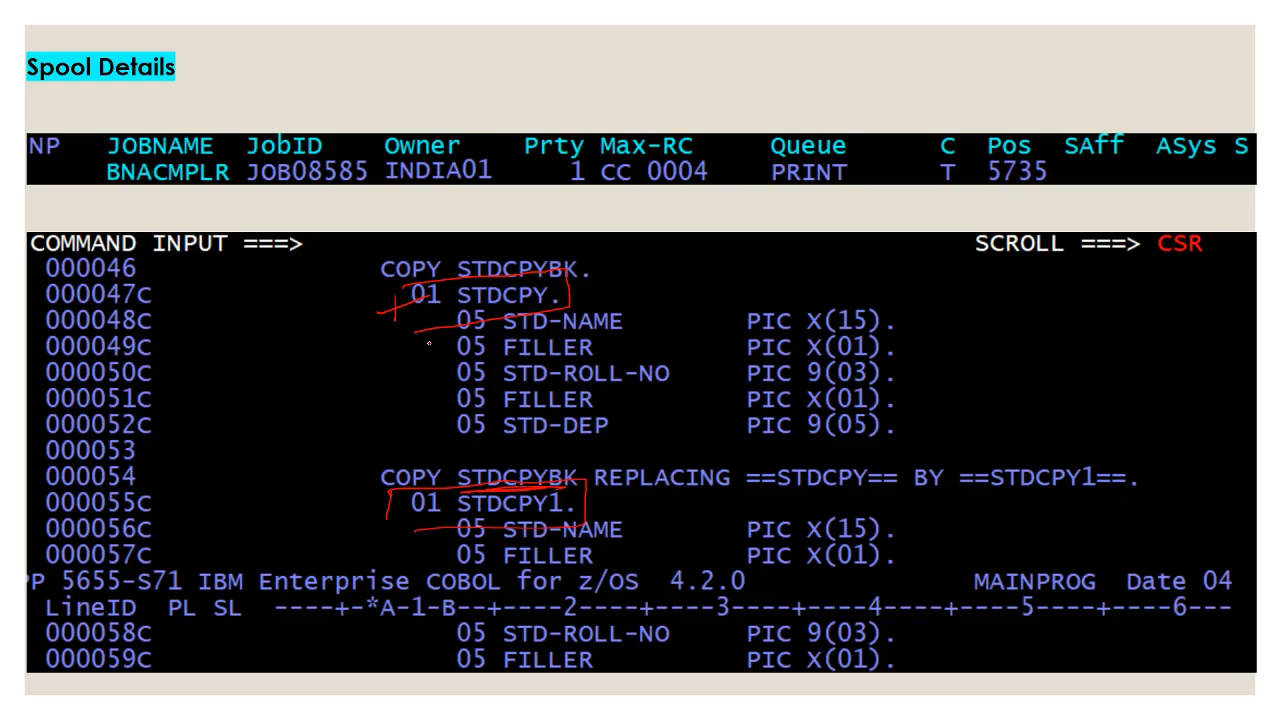 Spool Details
NP JOBNAME JobID Owner Prty Max-RC Queue C Pos SAff ASys S
BNACMPLR JOB08585 INDIA01 1 CC 0004 PRINT T 5735
COMMAND INPUT ===> SCROLL ===> CSR
000046 COPY STDCPYBK.
000047C 01 STDCPY.
000048C 05 STD-NAME PIC X(15).
000049C 05 FILLER PIC X(01).
000050C 05 STD-ROLL-NO PIC 9(03).
000051C 05 FILLER PIC X(01).
000052C 05 STD-DEP PIC 9(05).
000053
000054 COPY STDCPYBK REPLACING ==STDCPY== BY ==STDCPY1==.
000055C 01 STDCPY1.
000056C 05 STD-NAME PIC X(15).
000057C 05 FILLER PIC X(01).
PP 5655-S71 IBM Enterprise COBOL for z/OS 4.2.0 MAINPROG Date 04
LineID PL SL ----+-*A-1-B--+----2----+----3----+----4----+----5----+----6---
000058C 05 STD-ROLL-NO PIC 9(03).
000059C 05 FILLER PIC X(01).